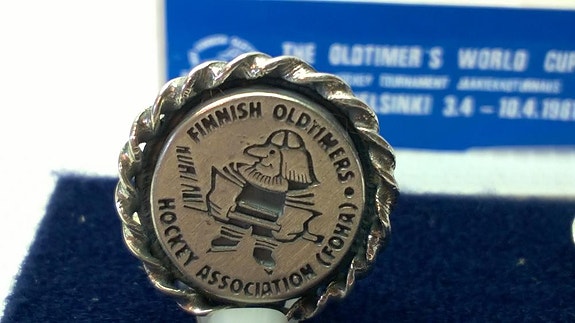 THE OLDTIMER'S WORLD CUP
HELSINKI 3.4 – 10.4.198
FINNISH OLDTIMERS •
HOCKEY ASSOCIATION (FOHA)